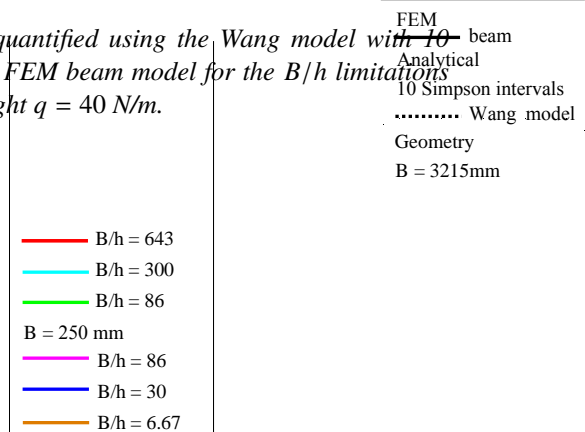 quantified using the Wang model with 10
FEM beam model for the B/h limitations
ght q = 40 N/m.
FEM
beam
Analytical
10 Simpson intervals
Wang model
Geometry
B = 3215mm
B/h = 643
B/h = 300
B/h = 86
B = 250 mm
B/h = 86
B/h = 30
B/h = 6.67